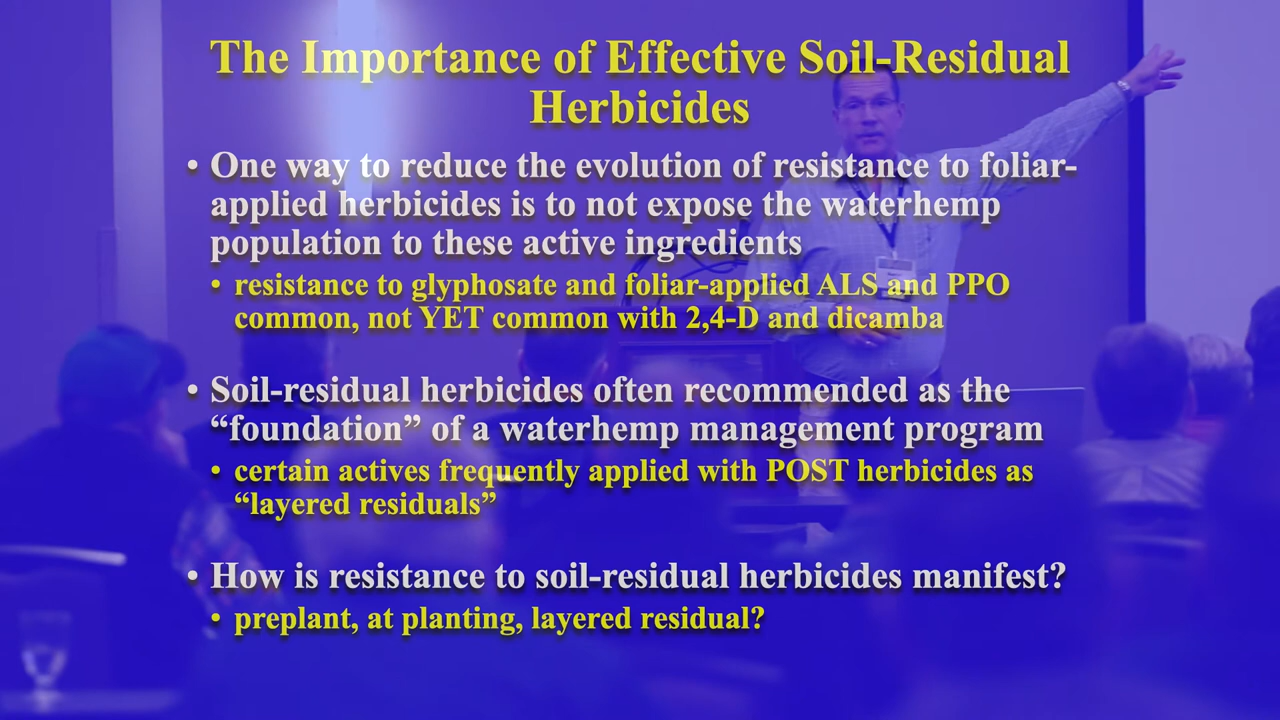 The Importance of Effective Soil-Residual
Herbicides
• One way to reduce the evolution of resistance to foliar-
applied herbicides is to not expose the waterhemp
population to these active ingredients
• resistance to glyphosate and foliar-applied ALS and PPO
common, not YET common with 2,4-D and dicamba
• Soil-residual herbicides often recommended as the
“foundation” of a waterhemp management program
• certain actives frequently applied with POST herbicides as
“layered residuals”
• How is resistance to soil-residual herbicides manifest?
• preplant, at planting, layered residual?